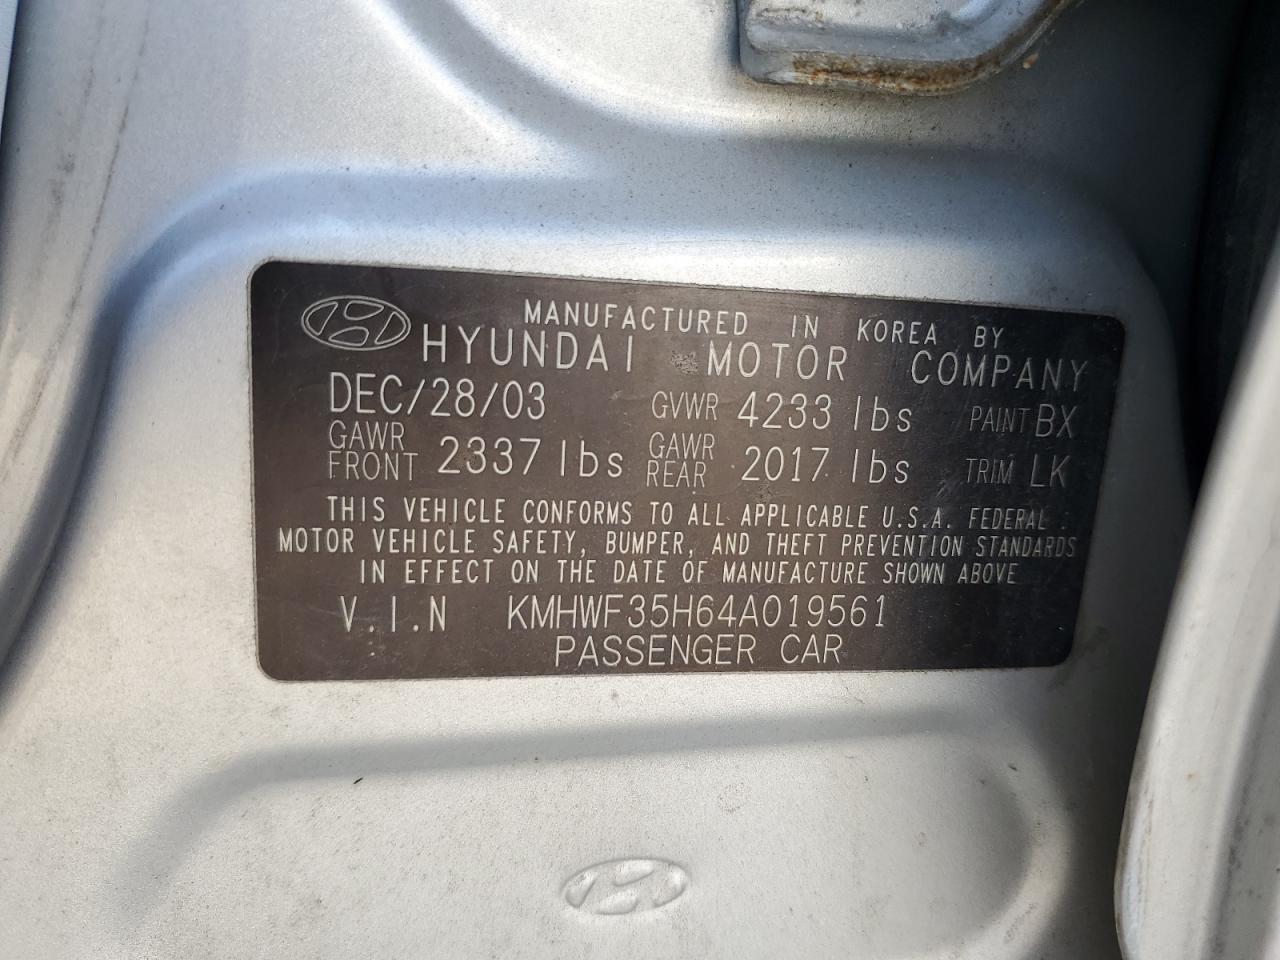 MANUFACTURED IN KOREA BY
HYUNDAI MOTOR COMPANY
DEC/28/03 GVWR 4233 lbs PAINT BX
GAWR FRONT 2337 lbs GAWR REAR 2017 lbs TRIM LK
THIS VEHICLE CONFORMS TO ALL APPLICABLE U.S.A. FEDERAL
MOTOR VEHICLE SAFETY, BUMPER, AND THEFT PREVENTION STANDARDS
IN EFFECT ON THE DATE OF MANUFACTURE SHOWN ABOVE
V.I.N KMHWF35H64A019561
PASSENGER CAR